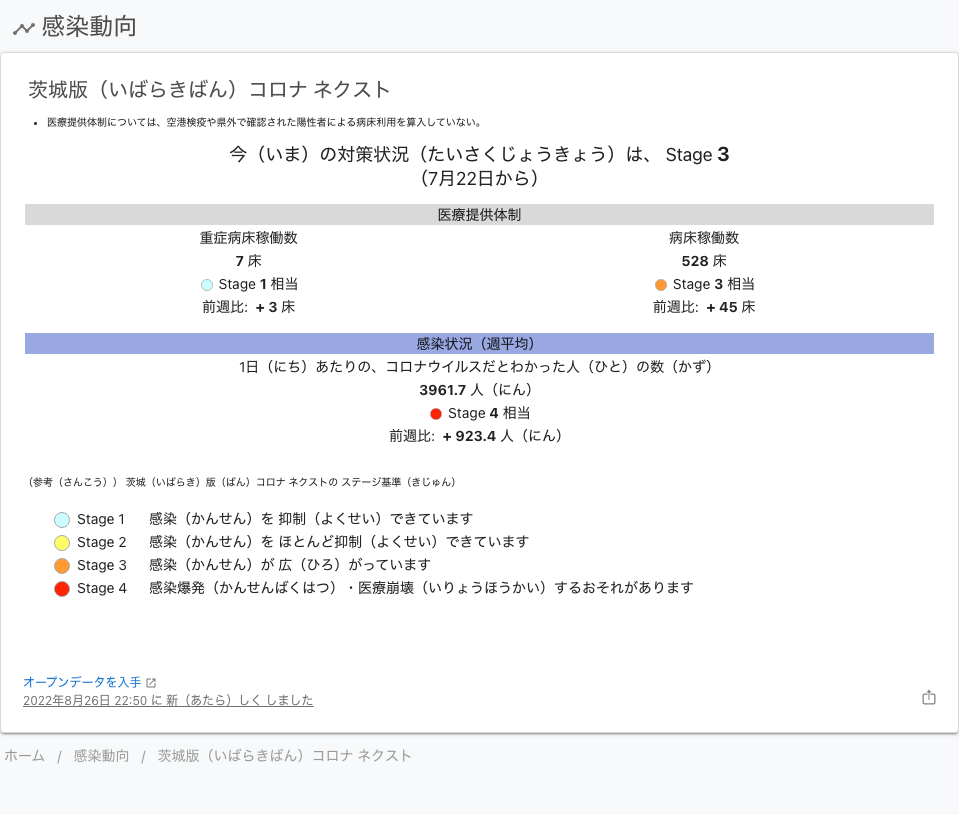 感染動向
茨城版（いばらきばん）コロナ ネクスト
• 医療提供体制については、空港検疫や県外で確認された陽性者による病床利用を算入していない。
今（いま）の対策状況（たいさくじょうきょう）は、 Stage 3
（7月22日から）
医療提供体制
重症病床稼働数
7 床
Stage 1 相当
前週比: + 3 床
病床稼働数
528 床
Stage 3 相当
前週比: + 45 床
感染状況（週平均）
1日（にち）あたりの、コロナウイルスだとわかった人（ひと）の数（かず）
3961.7 人（にん）
Stage 4 相当
前週比: + 923.4 人（にん）
（参考（さんこう）） 茨城（いばらき）版（ばん）コロナ ネクストの ステージ基準（きじゅん）
Stage 1 感染（かんせん）を 抑制（よくせい）できています
Stage 2 感染（かんせん）を ほとんど抑制（よくせい）できています
Stage 3 感染（かんせん）が 広（ひろ）がっています
Stage 4 感染爆発（かんせんばくはつ）・医療崩壊（いりょうほうかい）するおそれがあります
オープンデータを入手
2022年8月26日 22:50 に 新（あたら）しく しました
ホーム / 感染動向 / 茨城版（いばらきばん）コロナ ネクスト